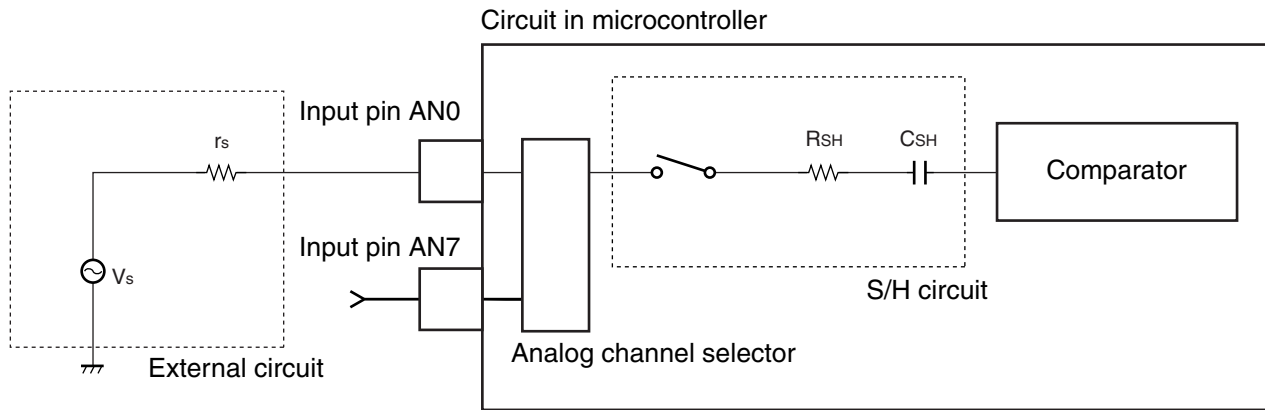 Circuit in microcontroller
Input pin AN0
rs
RSH
CSH
Comparator
Input pin AN7
Vs
S/H circuit
Analog channel selector
External circuit